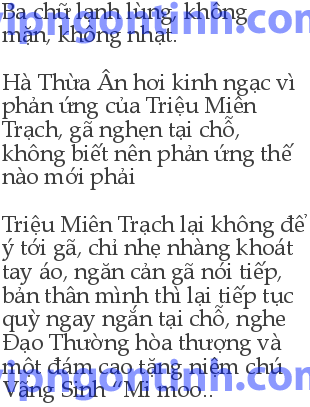 Ba chữ lạnh lùng, không
mặn, không nhạt.
Hà Thừa Ân hơi kinh ngạc vì
phản ứng của Triệu Miên
Trạch, gã nghẹn tại chỗ,
không biết nên phản ứng thế
nào mới phải
Triệu Miên Trạch lại không để
ý tới gã, chỉ nhẹ nhàng khoát
tay áo, ngăn cản gã nói tiếp,
bản thân mình thì lại tiếp tục
quỳ ngay ngắn tại chỗ, nghe
Đạo Thường hòa thượng và
một đám cao tăng niệm chú
Vãng Sinh “Mi moo..
vipngontinh.com
vipngontinh.com